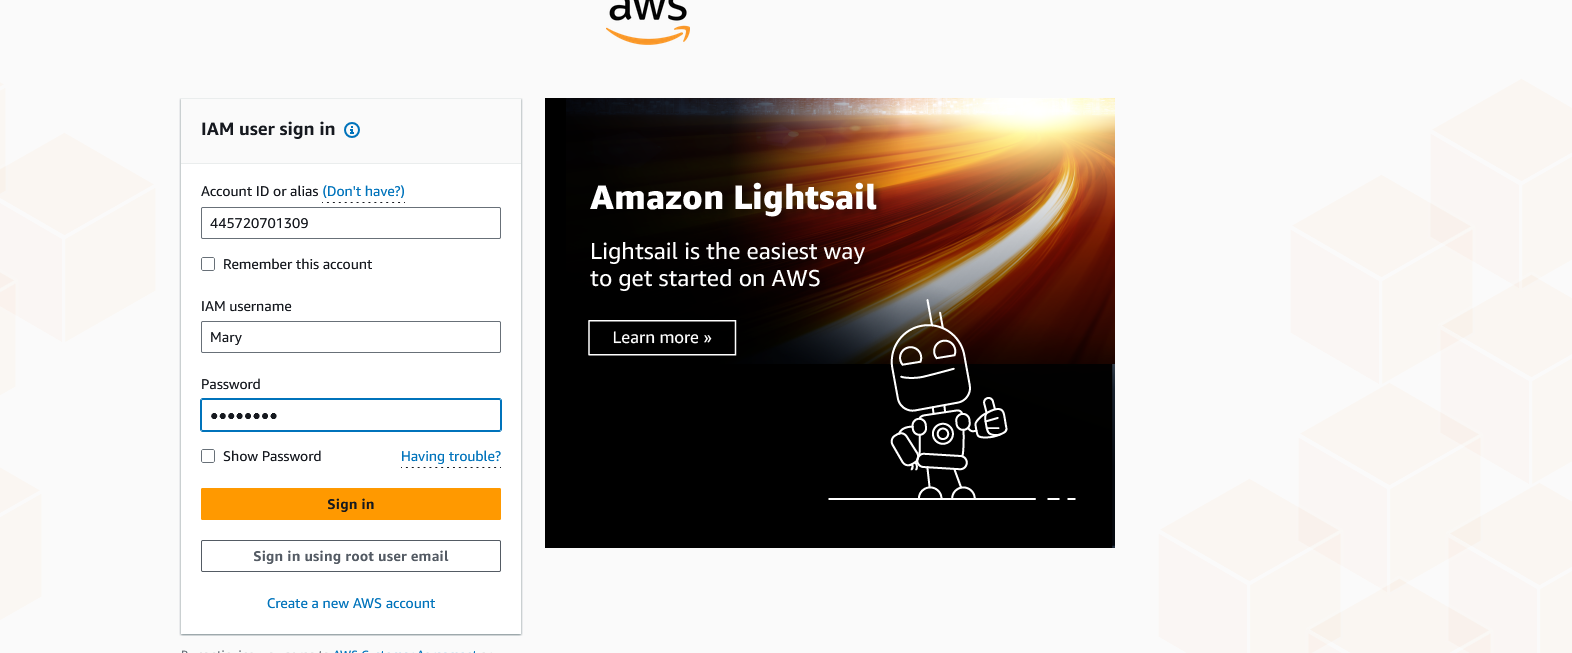 aws
IAM user sign in
Account ID or alias (Don't have?)
445720701309
Remember this account
IAM username
Mary
Password
••••••••
Show Password
Having trouble?
Sign in
Sign in using root user email
Create a new AWS account
Amazon Lightsail
Lightsail is the easiest way
to get started on AWS
Learn more »